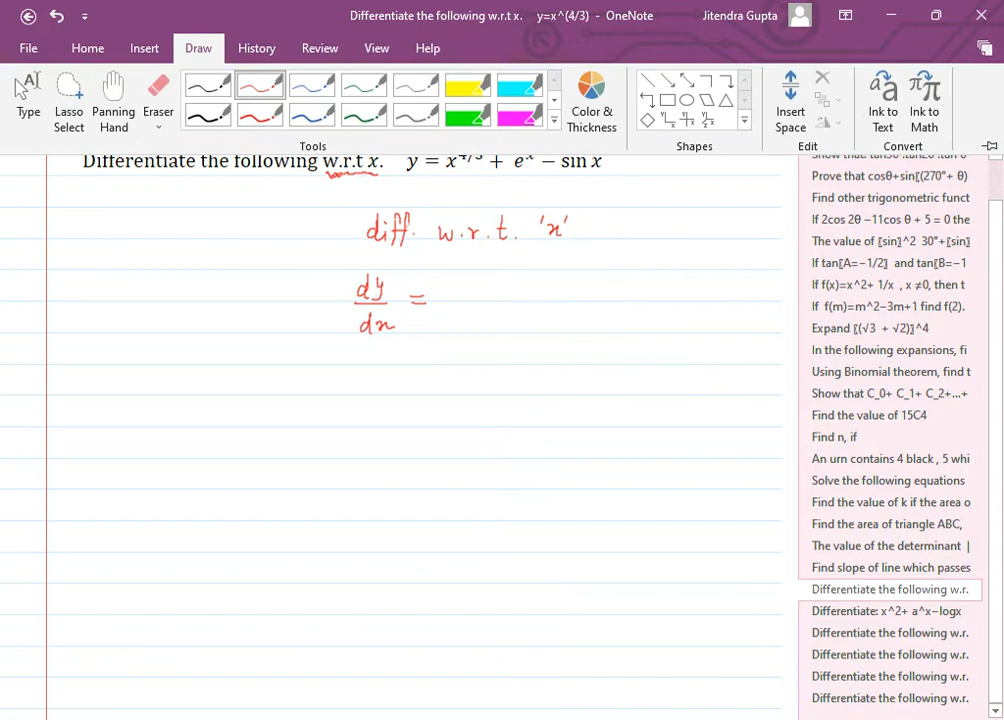 Differentiate the following w.r.t x. y=x^(4/3) - OneNote
Jitendra Gupta
File Home Insert Draw History Review View Help
Type
Lasso Select
Panning Hand
Eraser
Color & Thickness
Insert Space
Ink to Text
Ink to Math
Tools
Shapes
Edit
Convert
Differentiate the following w.r.t x. y = x^4/3 + e^x − sin x
diff. w.r.t. 'x'
dy/dx =
Show that: tan30 .tan20 .tan θ
Prove that cosθ+sin〖(270°+ θ)
Find other trigonometric funct
If 2cos 2θ −11cos θ + 5 = 0 the
The value of 〖sin〗^2 30°+〖sin〗
If tan〖A=−1/2〗 and tan〖B=−1
If f(x)=x^2+ 1/x , x ≠0, then t
If f(m)=m^2−3m+1 find f(2).
Expand 〖(√3 + √2)〗^4
In the following expansions, fi
Using Binomial theorem, find t
Show that C_0+ C_1+ C_2+...+
Find the value of 15C4
Find n, if
An urn contains 4 black , 5 whi
Solve the following equations
Find the value of k if the area o
Find the area of triangle ABC,
The value of the determinant |
Find slope of line which passes
Differentiate the following w.r.
Differentiate: x^2+ a^x−logx
Differentiate the following w.r.
Differentiate the following w.r.
Differentiate the following w.r.
Differentiate the following w.r.